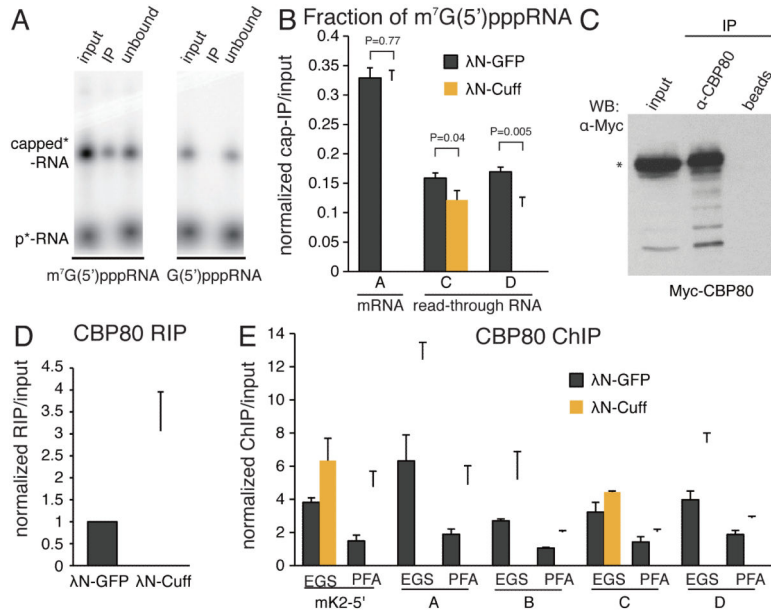 A
input
IP
unbound
input
IP
unbound
capped*
-RNA
p*-RNA
m⁷G(5')pppRNA
G(5')pppRNA
B
Fraction of m⁷G(5')pppRNA
normalized cap-IP/input
0.4
0.35
0.3
0.25
0.2
0.15
0.1
0.05
0
P=0.77
P=0.04
P=0.005
λN-GFP
λN-Cuff
A
C
D
mRNA
read-through RNA
C
IP
input
α-CBP80
beads
WB:
α-Myc
*
Myc-CBP80
D
CBP80 RIP
normalized RIP/input
4.5
4
3.5
3
2.5
2
1.5
1
0.5
0
λN-GFP
λN-Cuff
E
CBP80 ChIP
normalized ChIP/input
14
12
10
8
6
4
2
0
λN-GFP
λN-Cuff
EGS PFA EGS PFA EGS PFA EGS PFA EGS PFA
mK2-5' A B C D